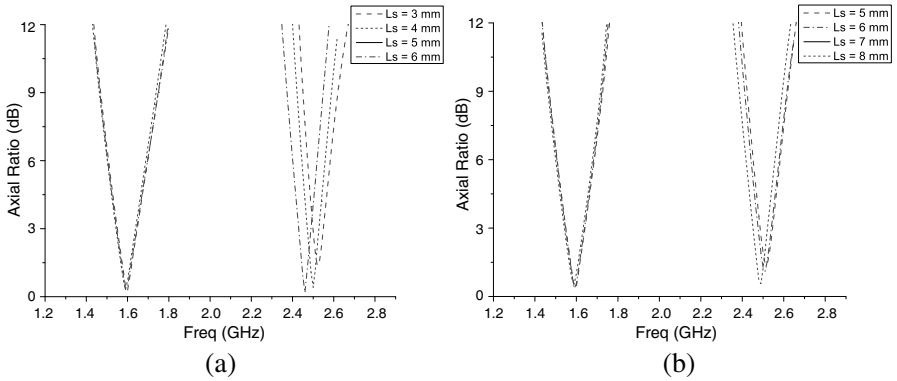 12
9
6
3
0
Axial Ratio (dB)
1.2 1.4 1.6 1.8 2.0 2.2 2.4 2.6 2.8
Freq (GHz)
Ls = 3 mm
Ls = 4 mm
Ls = 5 mm
Ls = 6 mm
(a)
12
9
6
3
0
Axial Ratio (dB)
1.2 1.4 1.6 1.8 2.0 2.2 2.4 2.6 2.8
Freq (GHz)
Ls = 5 mm
Ls = 6 mm
Ls = 7 mm
Ls = 8 mm
(b)